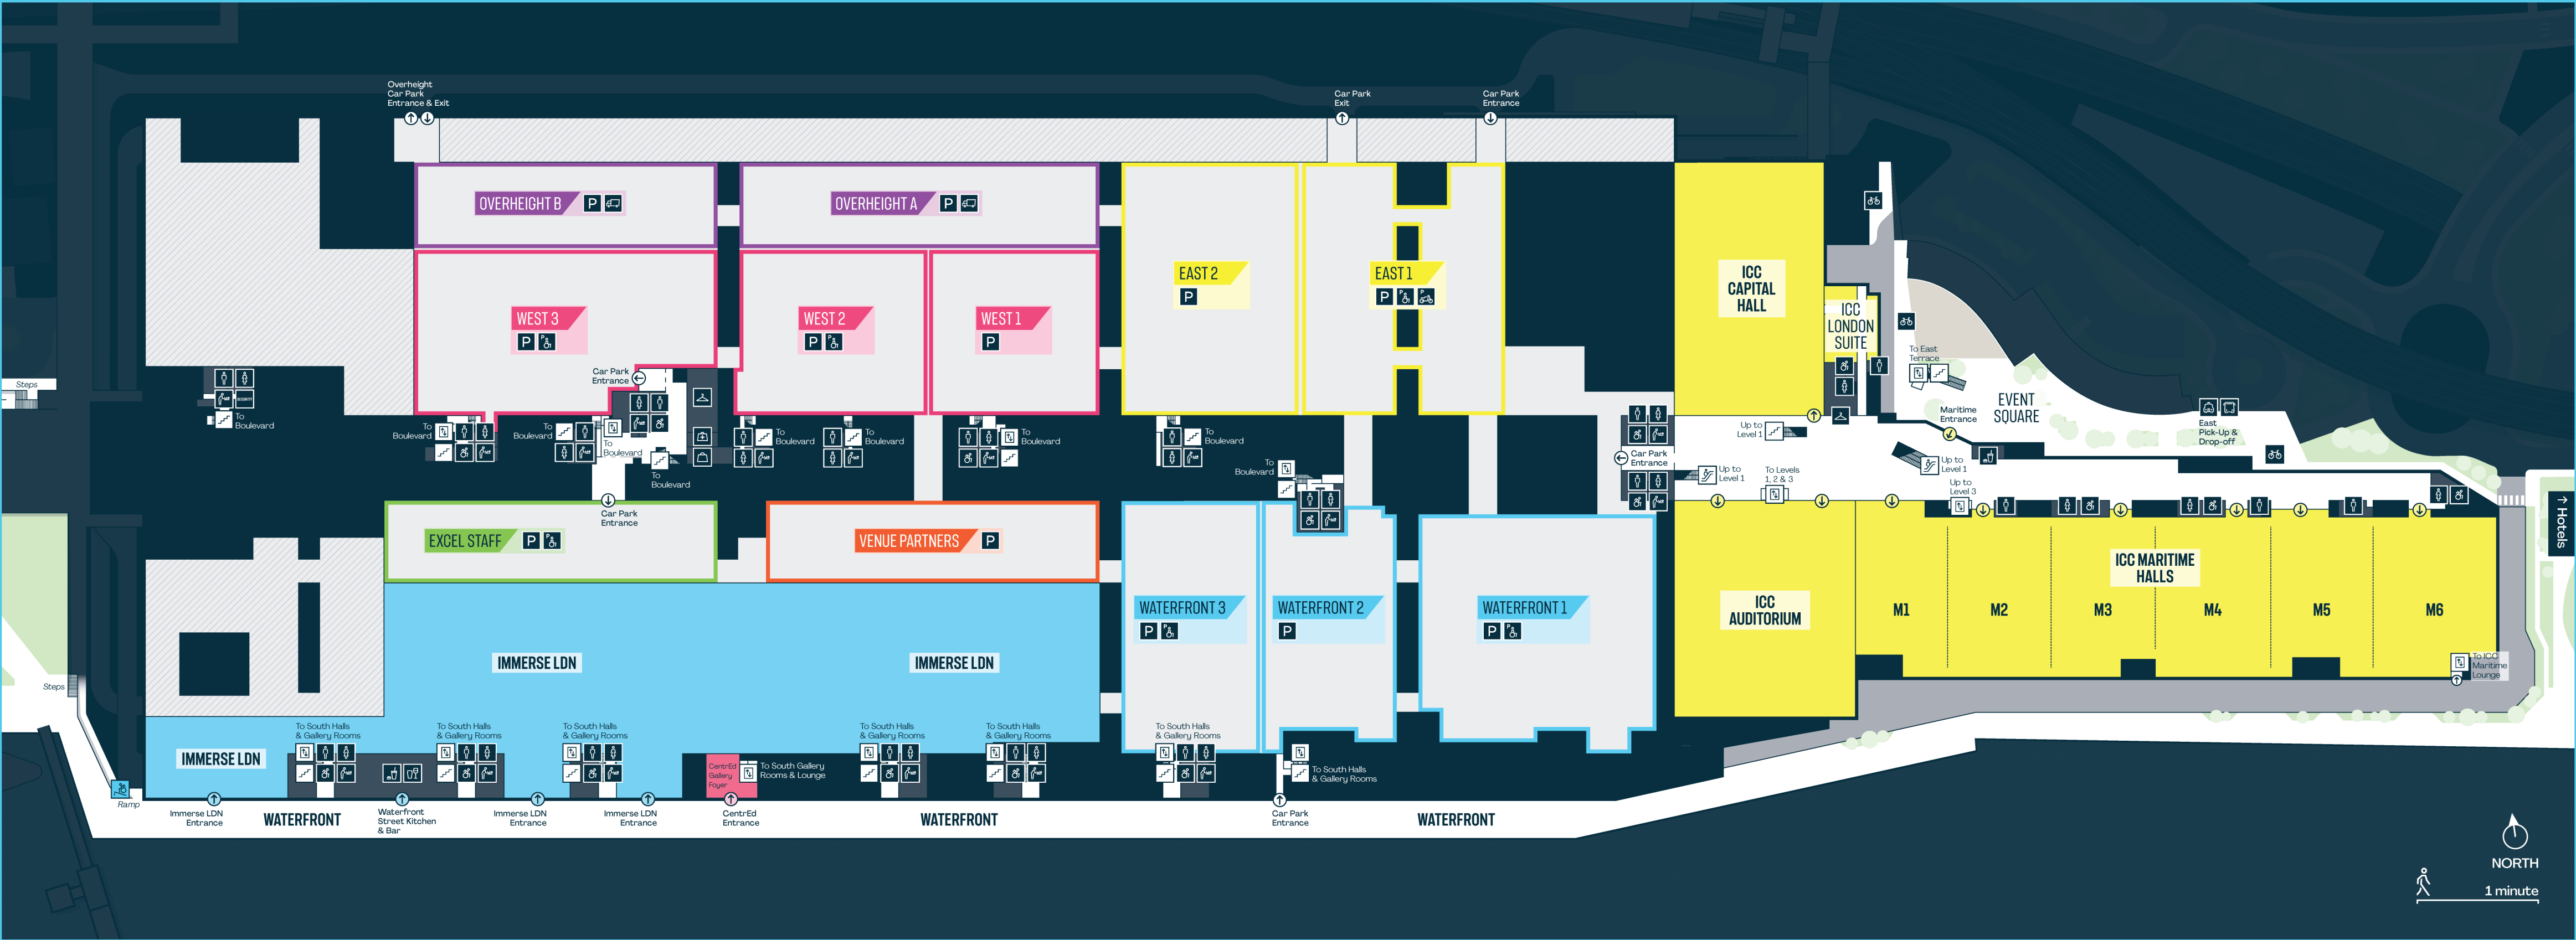 Overheight
Car Park
Entrance & Exit
Car Park
Exit
Car Park
Entrance
OVERHEIGHT B
P
OVERHEIGHT A
P
WEST 3
P
P
WEST 2
P
P
WEST 1
P
EAST 2
P
EAST 1
P
P
P
ICC
CAPITAL
HALL
ICC
LONDON
SUITE
To East
Terrace
EVENT
SQUARE
Maritime
Entrance
East
Pick-Up &
Drop-off
Steps
SECURITY
To
Boulevard
Car Park
Entrance
To
Boulevard
To
Boulevard
To
Boulevard
To
Boulevard
To
Boulevard
To
Boulevard
To
Boulevard
To
Boulevard
To
Boulevard
Car Park
Entrance
Up to
Level 1
Up to
Level 1
To Levels
1, 2 & 3
Up to
Level 1
Up to
Level 3
→ Hotels
Car Park
Entrance
EXCEL STAFF
P
P
VENUE PARTNERS
P
WATERFRONT 3
P
P
WATERFRONT 2
P
WATERFRONT 1
P
P
ICC
AUDITORIUM
ICC MARITIME
HALLS
M1
M2
M3
M4
M5
M6
To ICC
Maritime
Lounge
IMMERSE LDN
IMMERSE LDN
IMMERSE LDN
Steps
Ramp
To South Halls
& Gallery Rooms
To South Halls
& Gallery Rooms
To South Halls
& Gallery Rooms
CentrEd
Gallery
Foyer
To South Gallery
Rooms & Lounge
To South Halls
& Gallery Rooms
To South Halls
& Gallery Rooms
To South Halls
& Gallery Rooms
To South Halls
& Gallery Rooms
Immerse LDN
Entrance
WATERFRONT
Waterfront
Street Kitchen
& Bar
Immerse LDN
Entrance
Immerse LDN
Entrance
CentrEd
Entrance
WATERFRONT
Car Park
Entrance
WATERFRONT
NORTH
1 minute